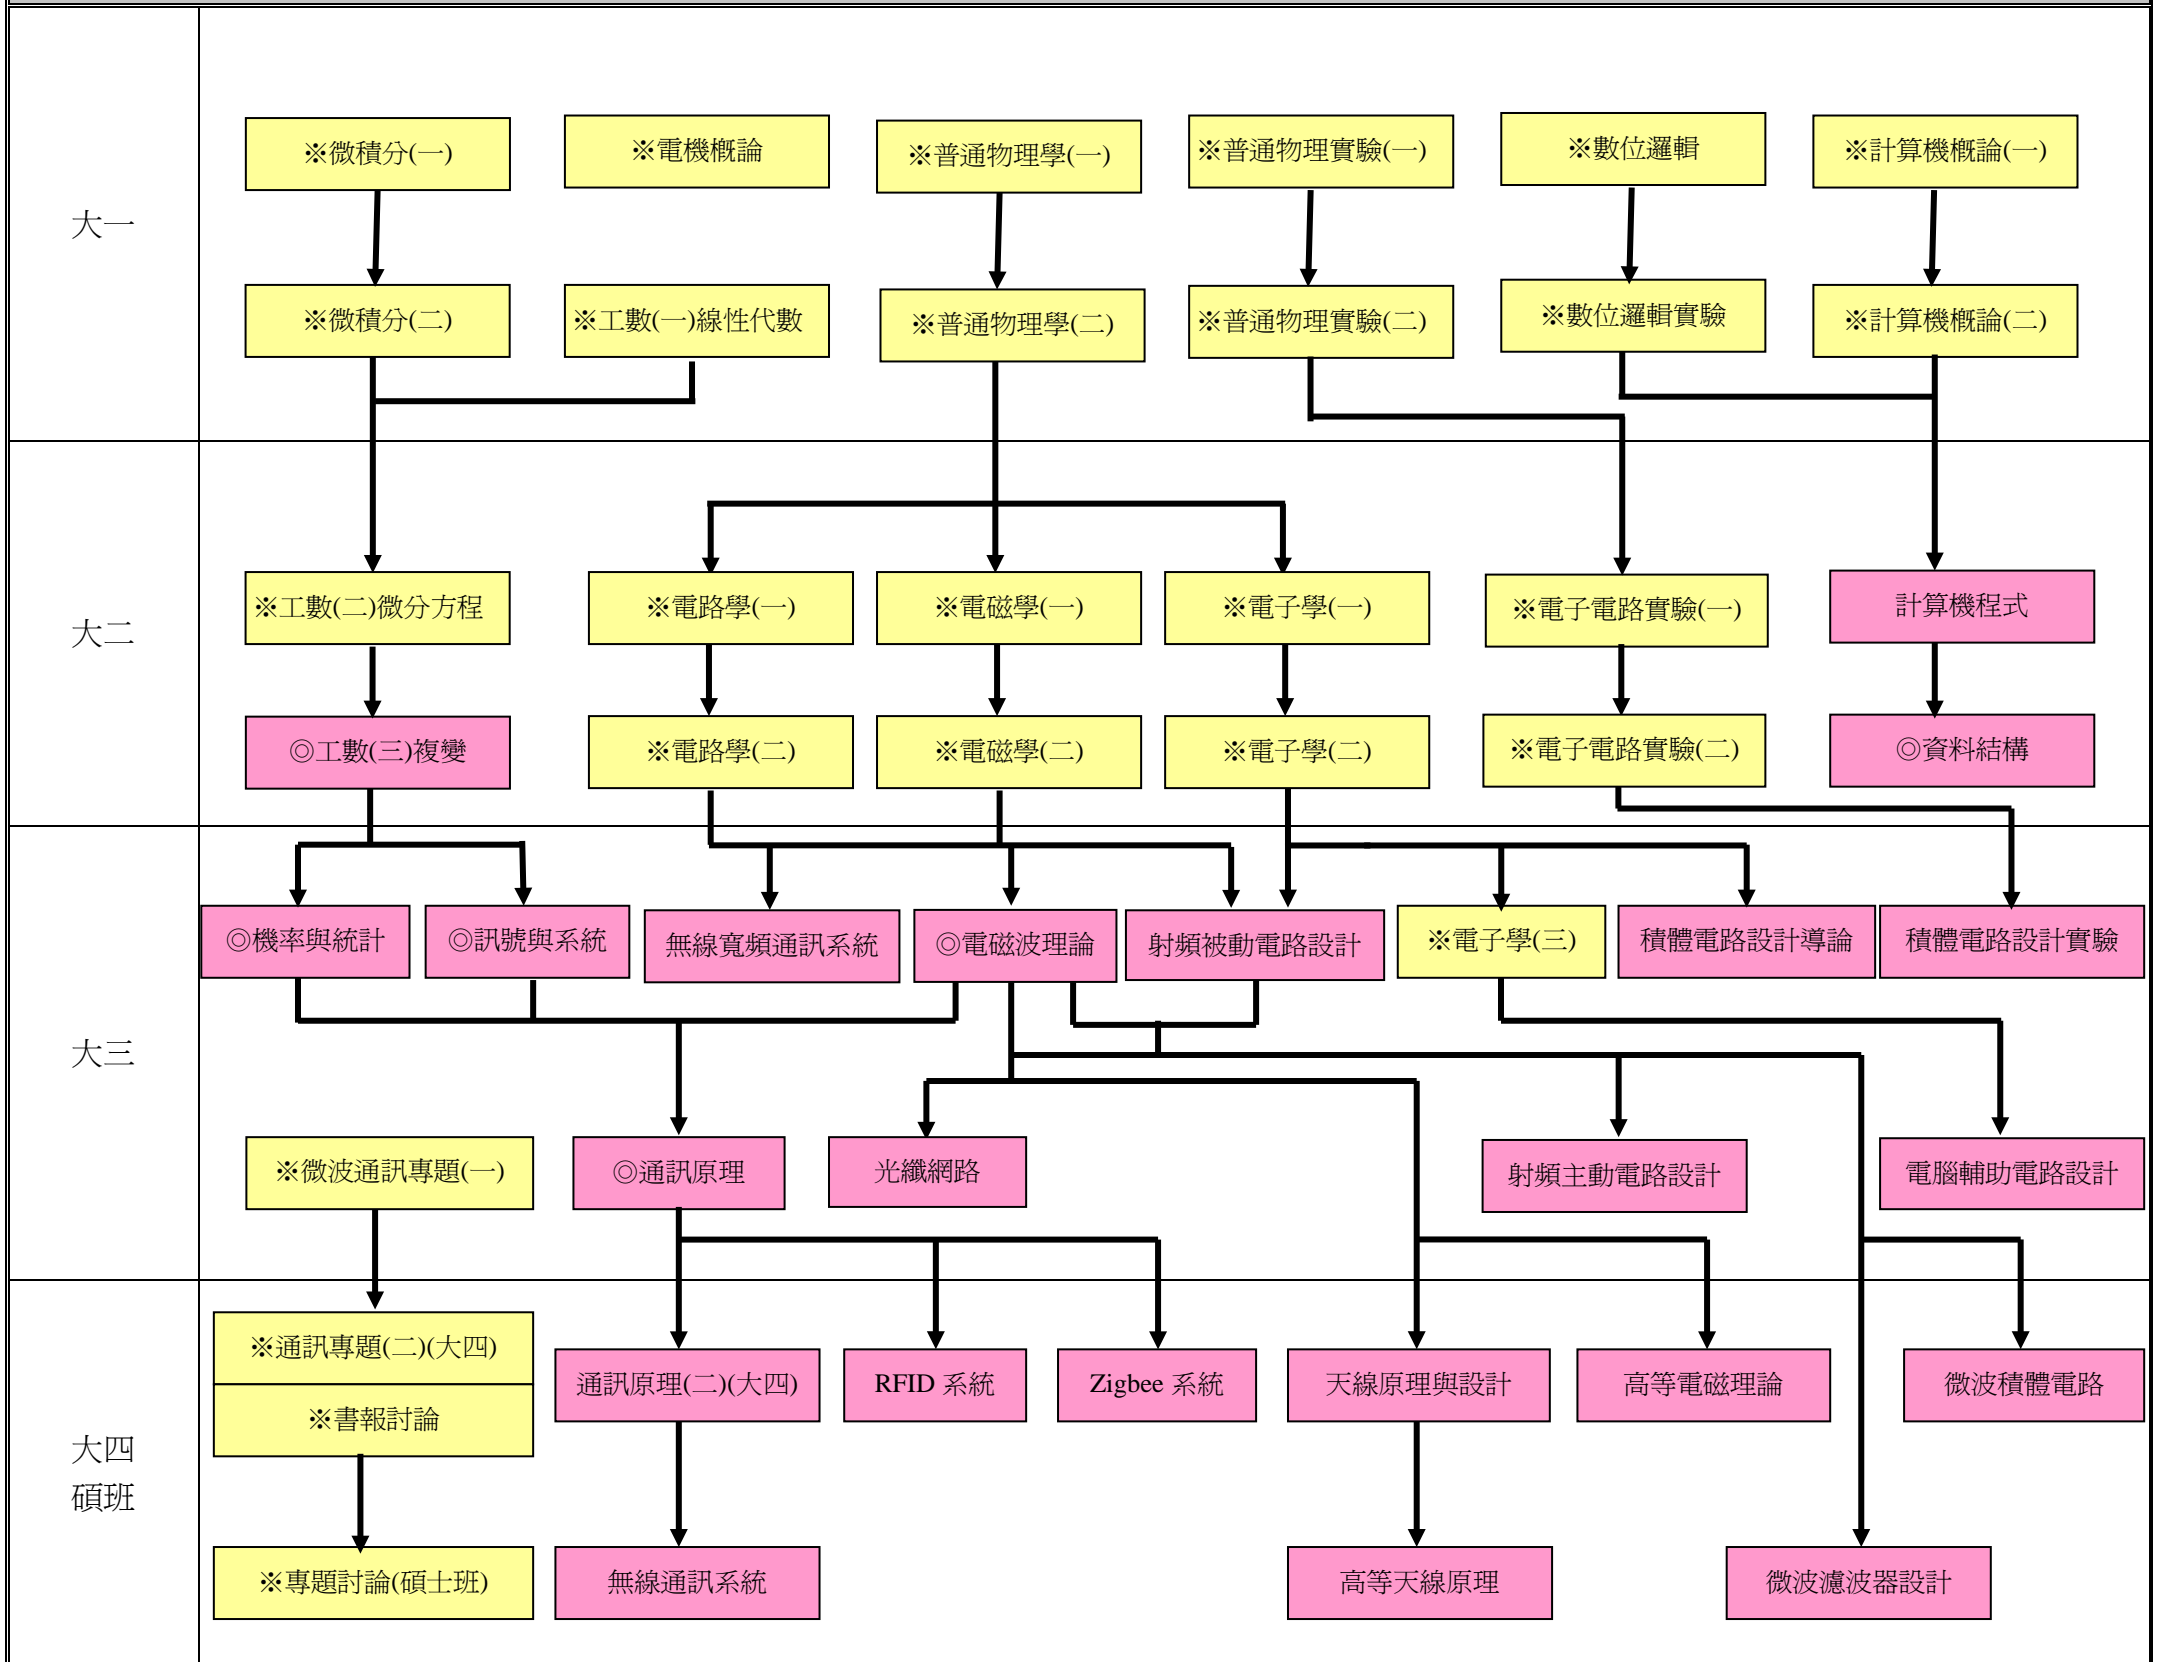 大一
※微積分(一)
※電機概論
※普通物理學(一)
※普通物理實驗(一)
※數位邏輯
※計算機概論(一)
※微積分(二)
※工數(一)線性代數
※普通物理學(二)
※普通物理實驗(二)
※數位邏輯實驗
※計算機概論(二)
大二
※工數(二)微分方程
※電路學(一)
※電磁學(一)
※電子學(一)
※電子電路實驗(一)
計算機程式
◎工數(三)複變
※電路學(二)
※電磁學(二)
※電子學(二)
※電子電路實驗(二)
◎資料結構
大三
◎機率與統計
◎訊號與系統
無線寬頻通訊系統
◎電磁波理論
射頻被動電路設計
※電子學(三)
積體電路設計導論
積體電路設計實驗
※微波通訊專題(一)
◎通訊原理
光纖網路
射頻主動電路設計
電腦輔助電路設計
大四
碩班
※通訊專題(二)(大四)
※書報討論
通訊原理(二)(大四)
RFID 系統
Zigbee 系統
天線原理與設計
高等電磁理論
微波積體電路
※專題討論(碩士班)
無線通訊系統
高等天線原理
微波濾波器設計